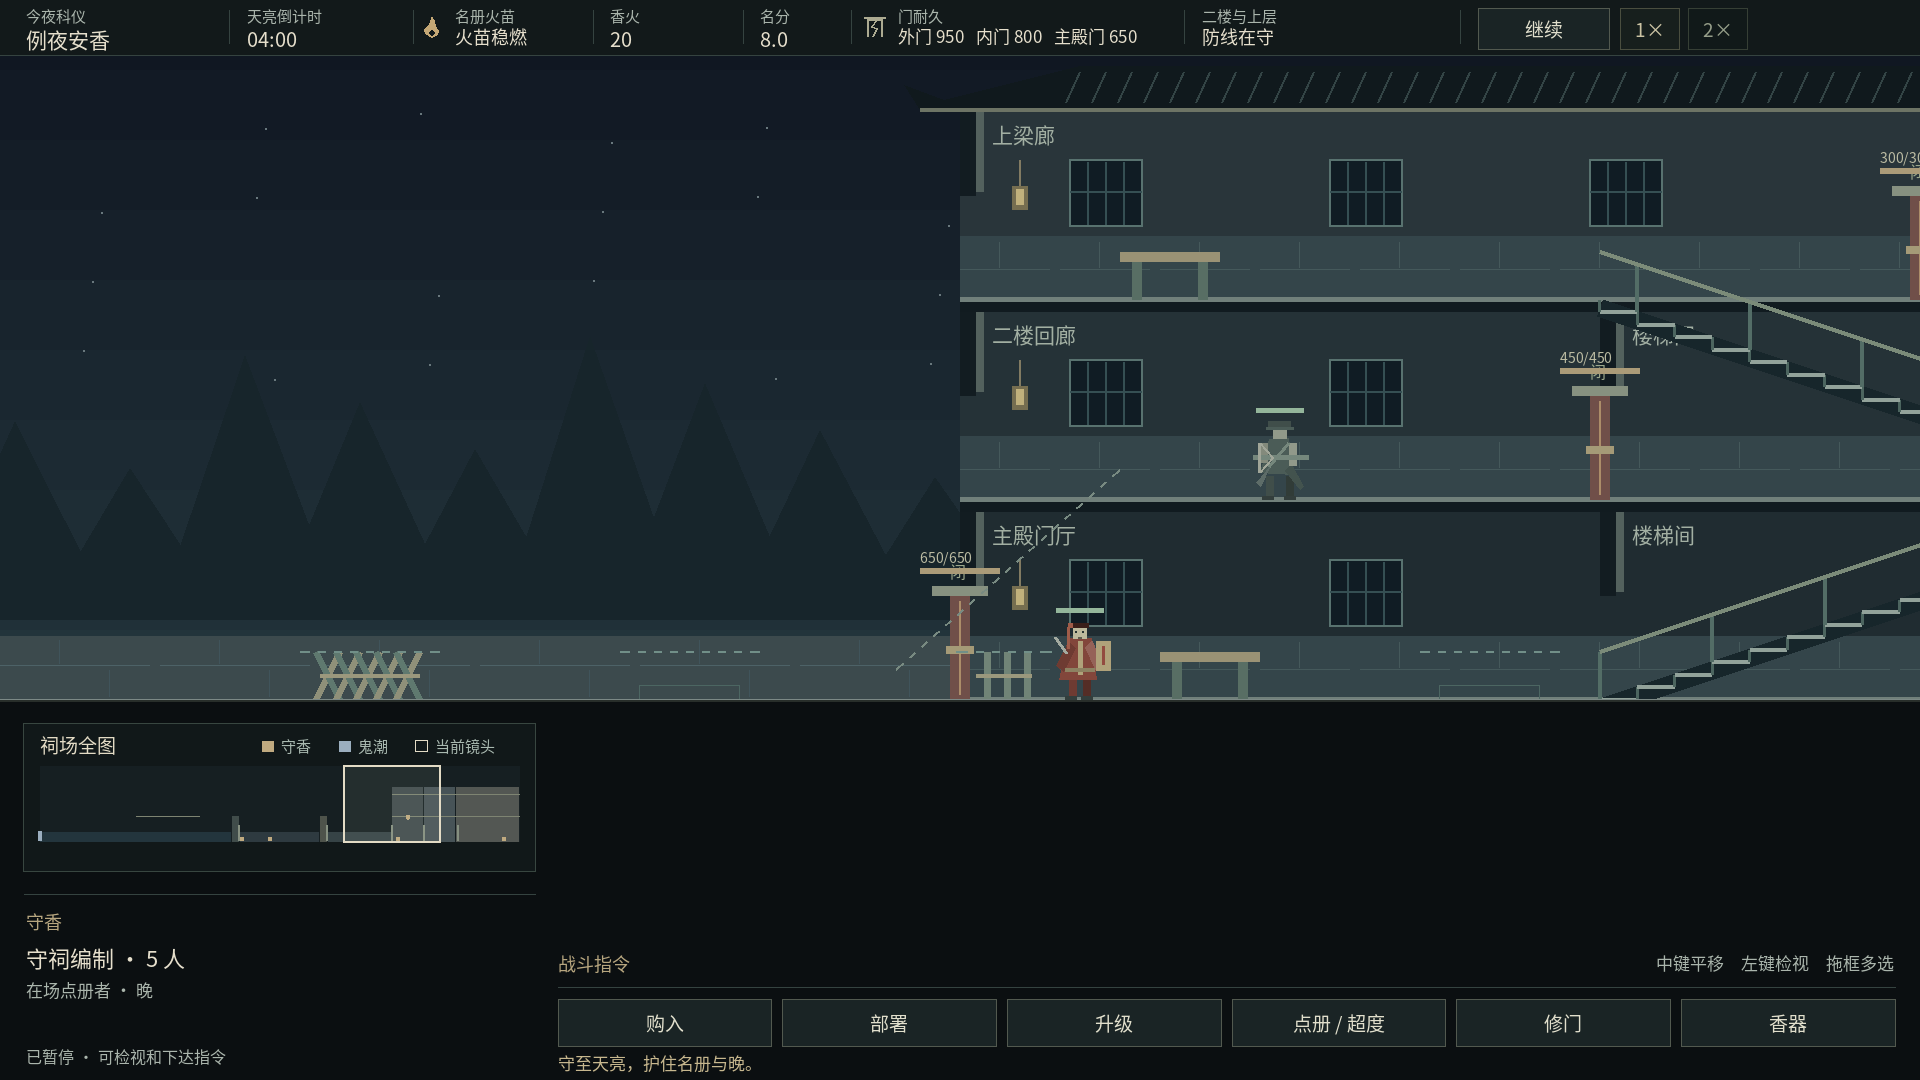 今夜科仪
例夜安香
天亮倒计时
04:00
名册火苗
火苗稳燃
香火
20
名分
8.0
门耐久
外门 950 内门 800 主殿门 650
二楼与上层
防线在守
继续
1×
2×
上梁廊
300/30
二楼回廊
450/450
闭
主殿门厅
楼梯间
650/650
闭
祠场全图
守香
鬼潮
当前镜头
守香
守祠编制 · 5 人
在场点册者 · 晚
已暂停 · 可检视和下达指令
战斗指令
中键平移 左键检视 拖框多选
购入
部署
升级
点册 / 超度
修门
香器
守至天亮，护住名册与晚。